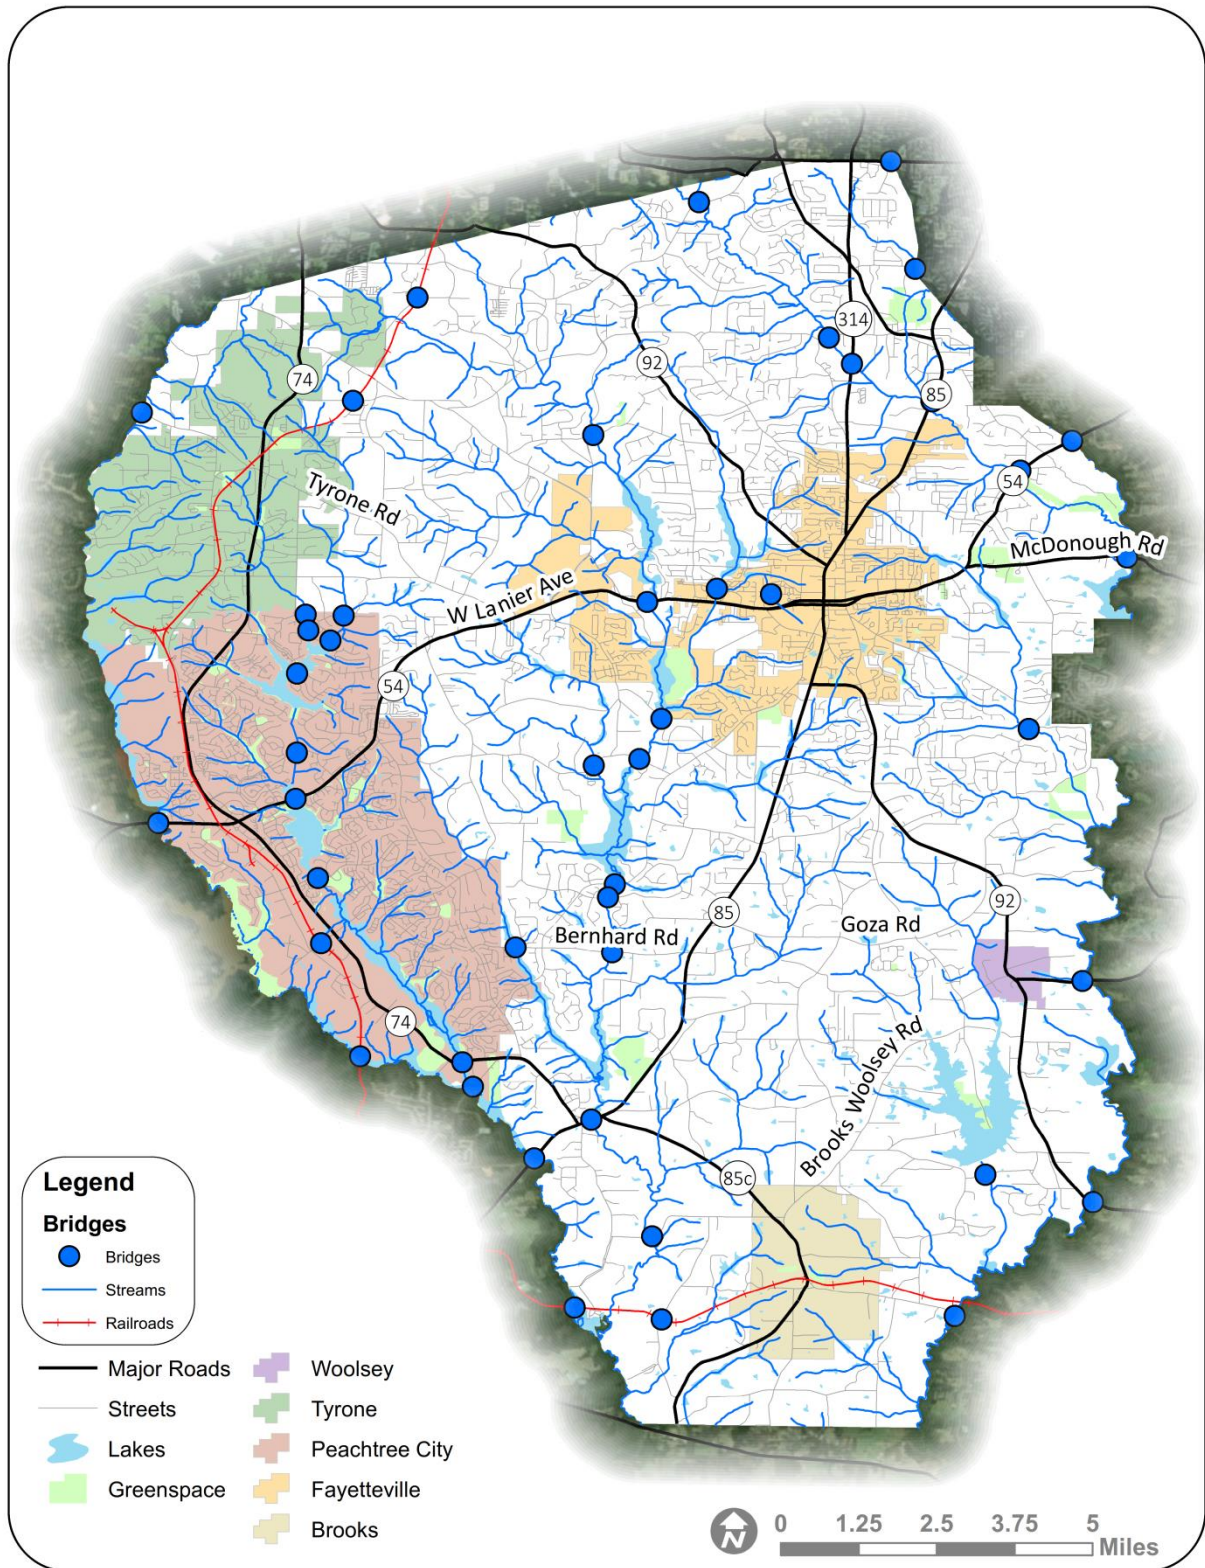 314
92
74
85
54
Tyrone Rd
McDonough Rd
W Lanier Ave
54
92
85
Goza Rd
Bernhard Rd
74
Brooks Woolsey Rd
85c
Legend
Bridges
Bridges
Streams
Railroads
Major Roads
Streets
Lakes
Greenspace
Woolsey
Tyrone
Peachtree City
Fayetteville
Brooks
N
0 1.25 2.5 3.75 5
Miles